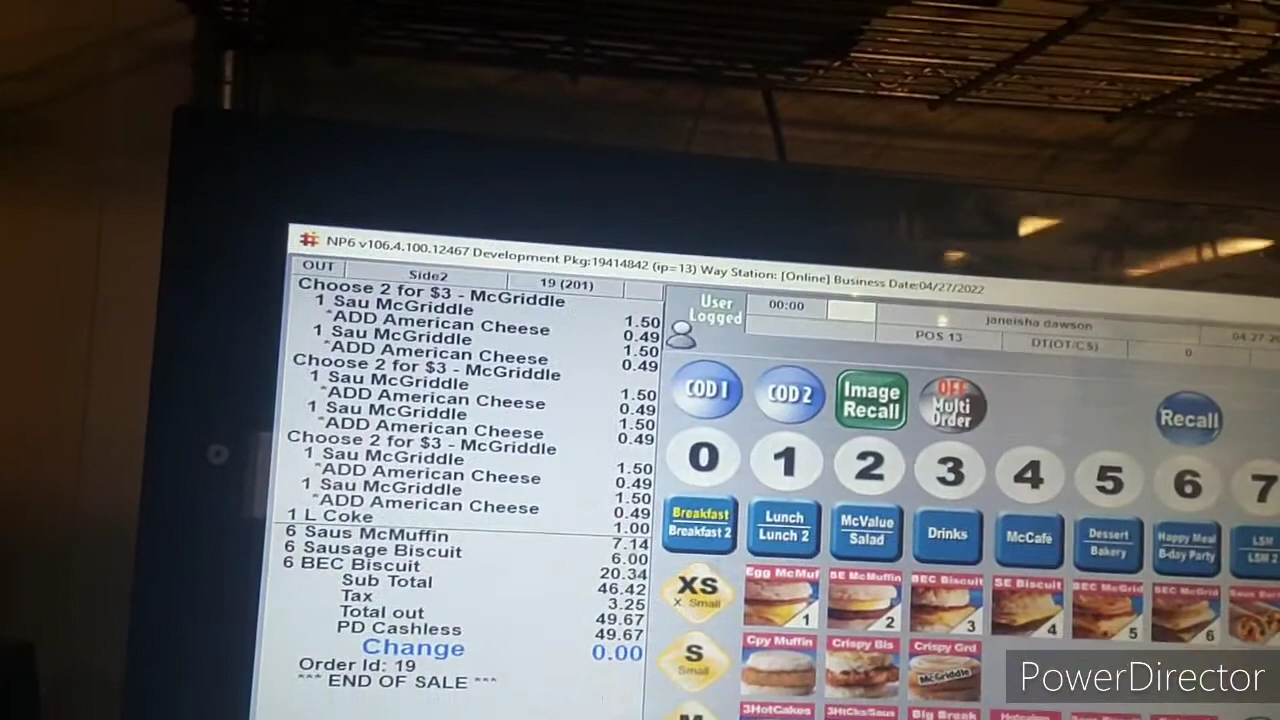 NP6 v106.4.100.12467 Development Pkg:19414842 (ip=13) Way Station: [Online] Business Date:04/27/2022
OUT Side2 19 (201)
Choose 2 for $3 - McGriddle
1 Sau McGriddle 1.50
*ADD American Cheese 0.49
1 Sau McGriddle 1.50
*ADD American Cheese 0.49
Choose 2 for $3 - McGriddle
1 Sau McGriddle 1.50
*ADD American Cheese 0.49
1 Sau McGriddle 1.50
*ADD American Cheese 0.49
Choose 2 for $3 - McGriddle
1 Sau McGriddle 1.50
*ADD American Cheese 0.49
1 Sau McGriddle 1.50
*ADD American Cheese 0.49
1 L Coke 1.00
6 Saus McMuffin 7.14
6 Sausage Biscuit 6.00
6 BEC Biscuit 20.34
Sub Total 46.42
Tax 3.25
Total out 49.67
PD Cashless 49.67
Change 0.00
Order Id: 19
*** END OF SALE ***
User Logged
00:00
janeisha dawson
POS 13
DT(OT/CS)
0
COD 1
COD 2
Image Recall
OFF Multi Order
Recall
0 1 2 3 4 5 6 7
Breakfast
Breakfast 2
Lunch
Lunch 2
McValue
Salad
Drinks
McCafe
Dessert
Bakery
Happy Meal
B-day Party
LSM
LSM 2
XS
X. Small
Egg McMuf 1
SE McMuffin 2
BEC Biscuit 3
SE Biscuit 4
SEC McGrid 5
BEC McGrid 6
S
Small
Cpy Muffin
Crispy Bis
Crispy Grd
McGriddle
3HotCakes
3HtCks/Saus
Big Break
PowerDirector